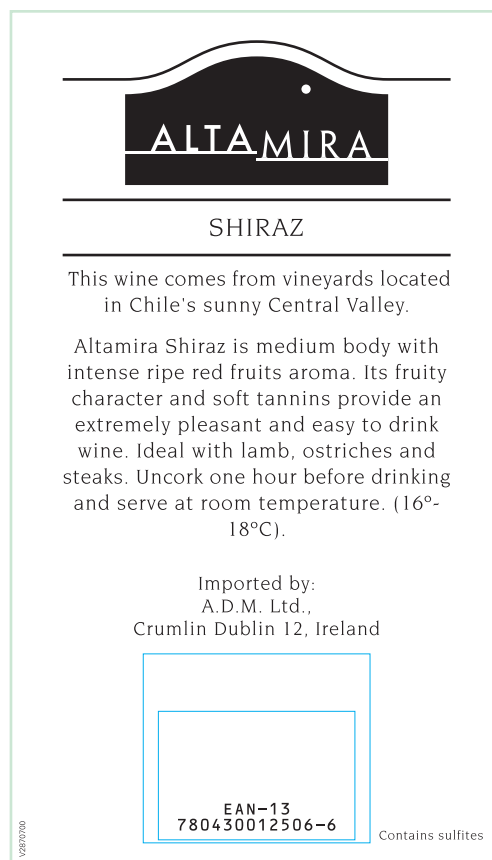 ALTAMIRA
SHIRAZ
This wine comes from vineyards located
in Chile's sunny Central Valley.
Altamira Shiraz is medium body with
intense ripe red fruits aroma. Its fruity
character and soft tannins provide an
extremely pleasant and easy to drink
wine. Ideal with lamb, ostriches and
steaks. Uncork one hour before drinking
and serve at room temperature. (16º-
18ºC).
Imported by:
A.D.M. Ltd.,
Crumlin Dublin 12, Ireland
EAN-13
780430012506-6
Contains sulfites
V2870700